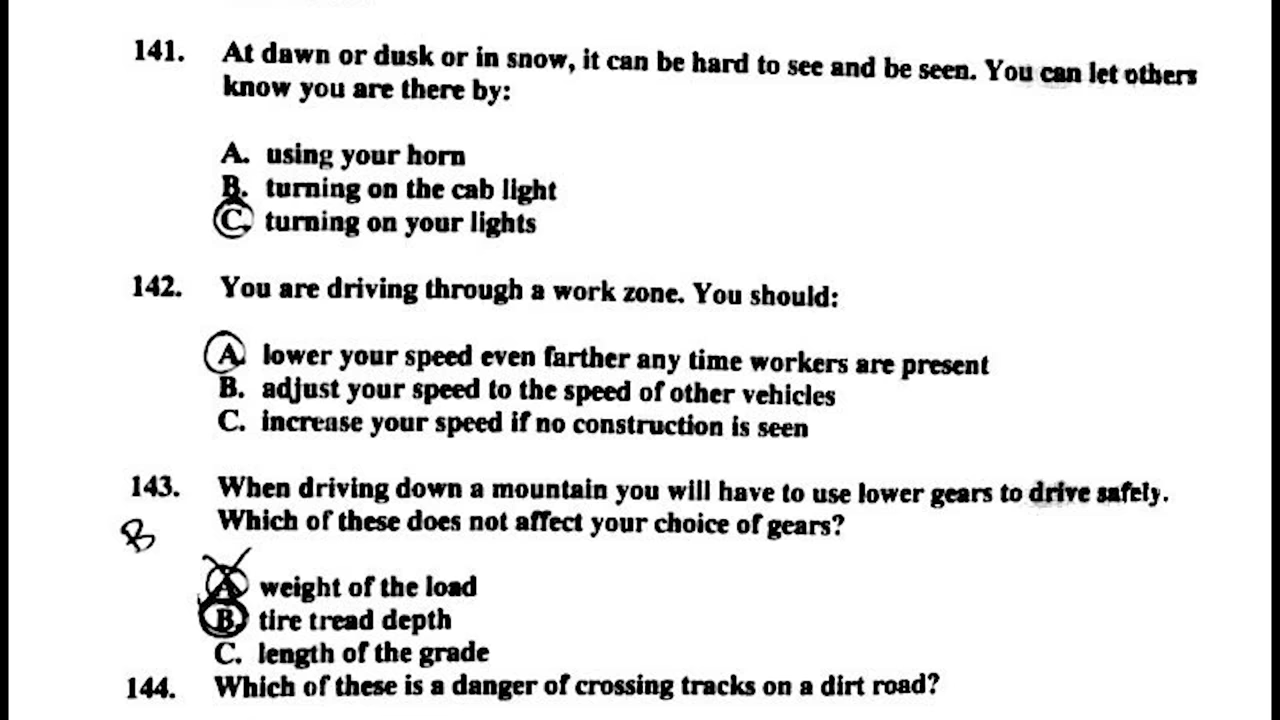 141. At dawn or dusk or in snow, it can be hard to see and be seen. You can let others
know you are there by:
A. using your horn
B. turning on the cab light
C. turning on your lights
142. You are driving through a work zone. You should:
A. lower your speed even farther any time workers are present
B. adjust your speed to the speed of other vehicles
C. increase your speed if no construction is seen
143. When driving down a mountain you will have to use lower gears to drive safely.
B Which of these does not affect your choice of gears?
A. weight of the load
B. tire tread depth
C. length of the grade
144. Which of these is a danger of crossing tracks on a dirt road?